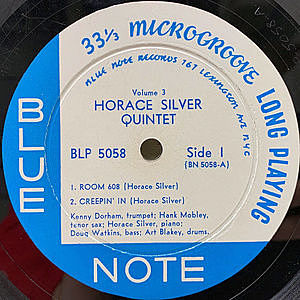 33⅓ MICROGROOVE LONG PLAYING
BLUE NOTE RECORDS 767 LEXINGTON AVE NYC
Volume 3
HORACE SILVER
QUINTET
BLP 5058
Side 1
(BN 5058-A)
1. ROOM 608 (Horace Silver)
2. CREEPIN' IN (Horace Silver)
Kenny Dorham, trumpet; Hank Mobley,
tenor sax; Horace Silver, piano;
Doug Watkins, bass; Art Blakey, drums.
BLUE
NOTE